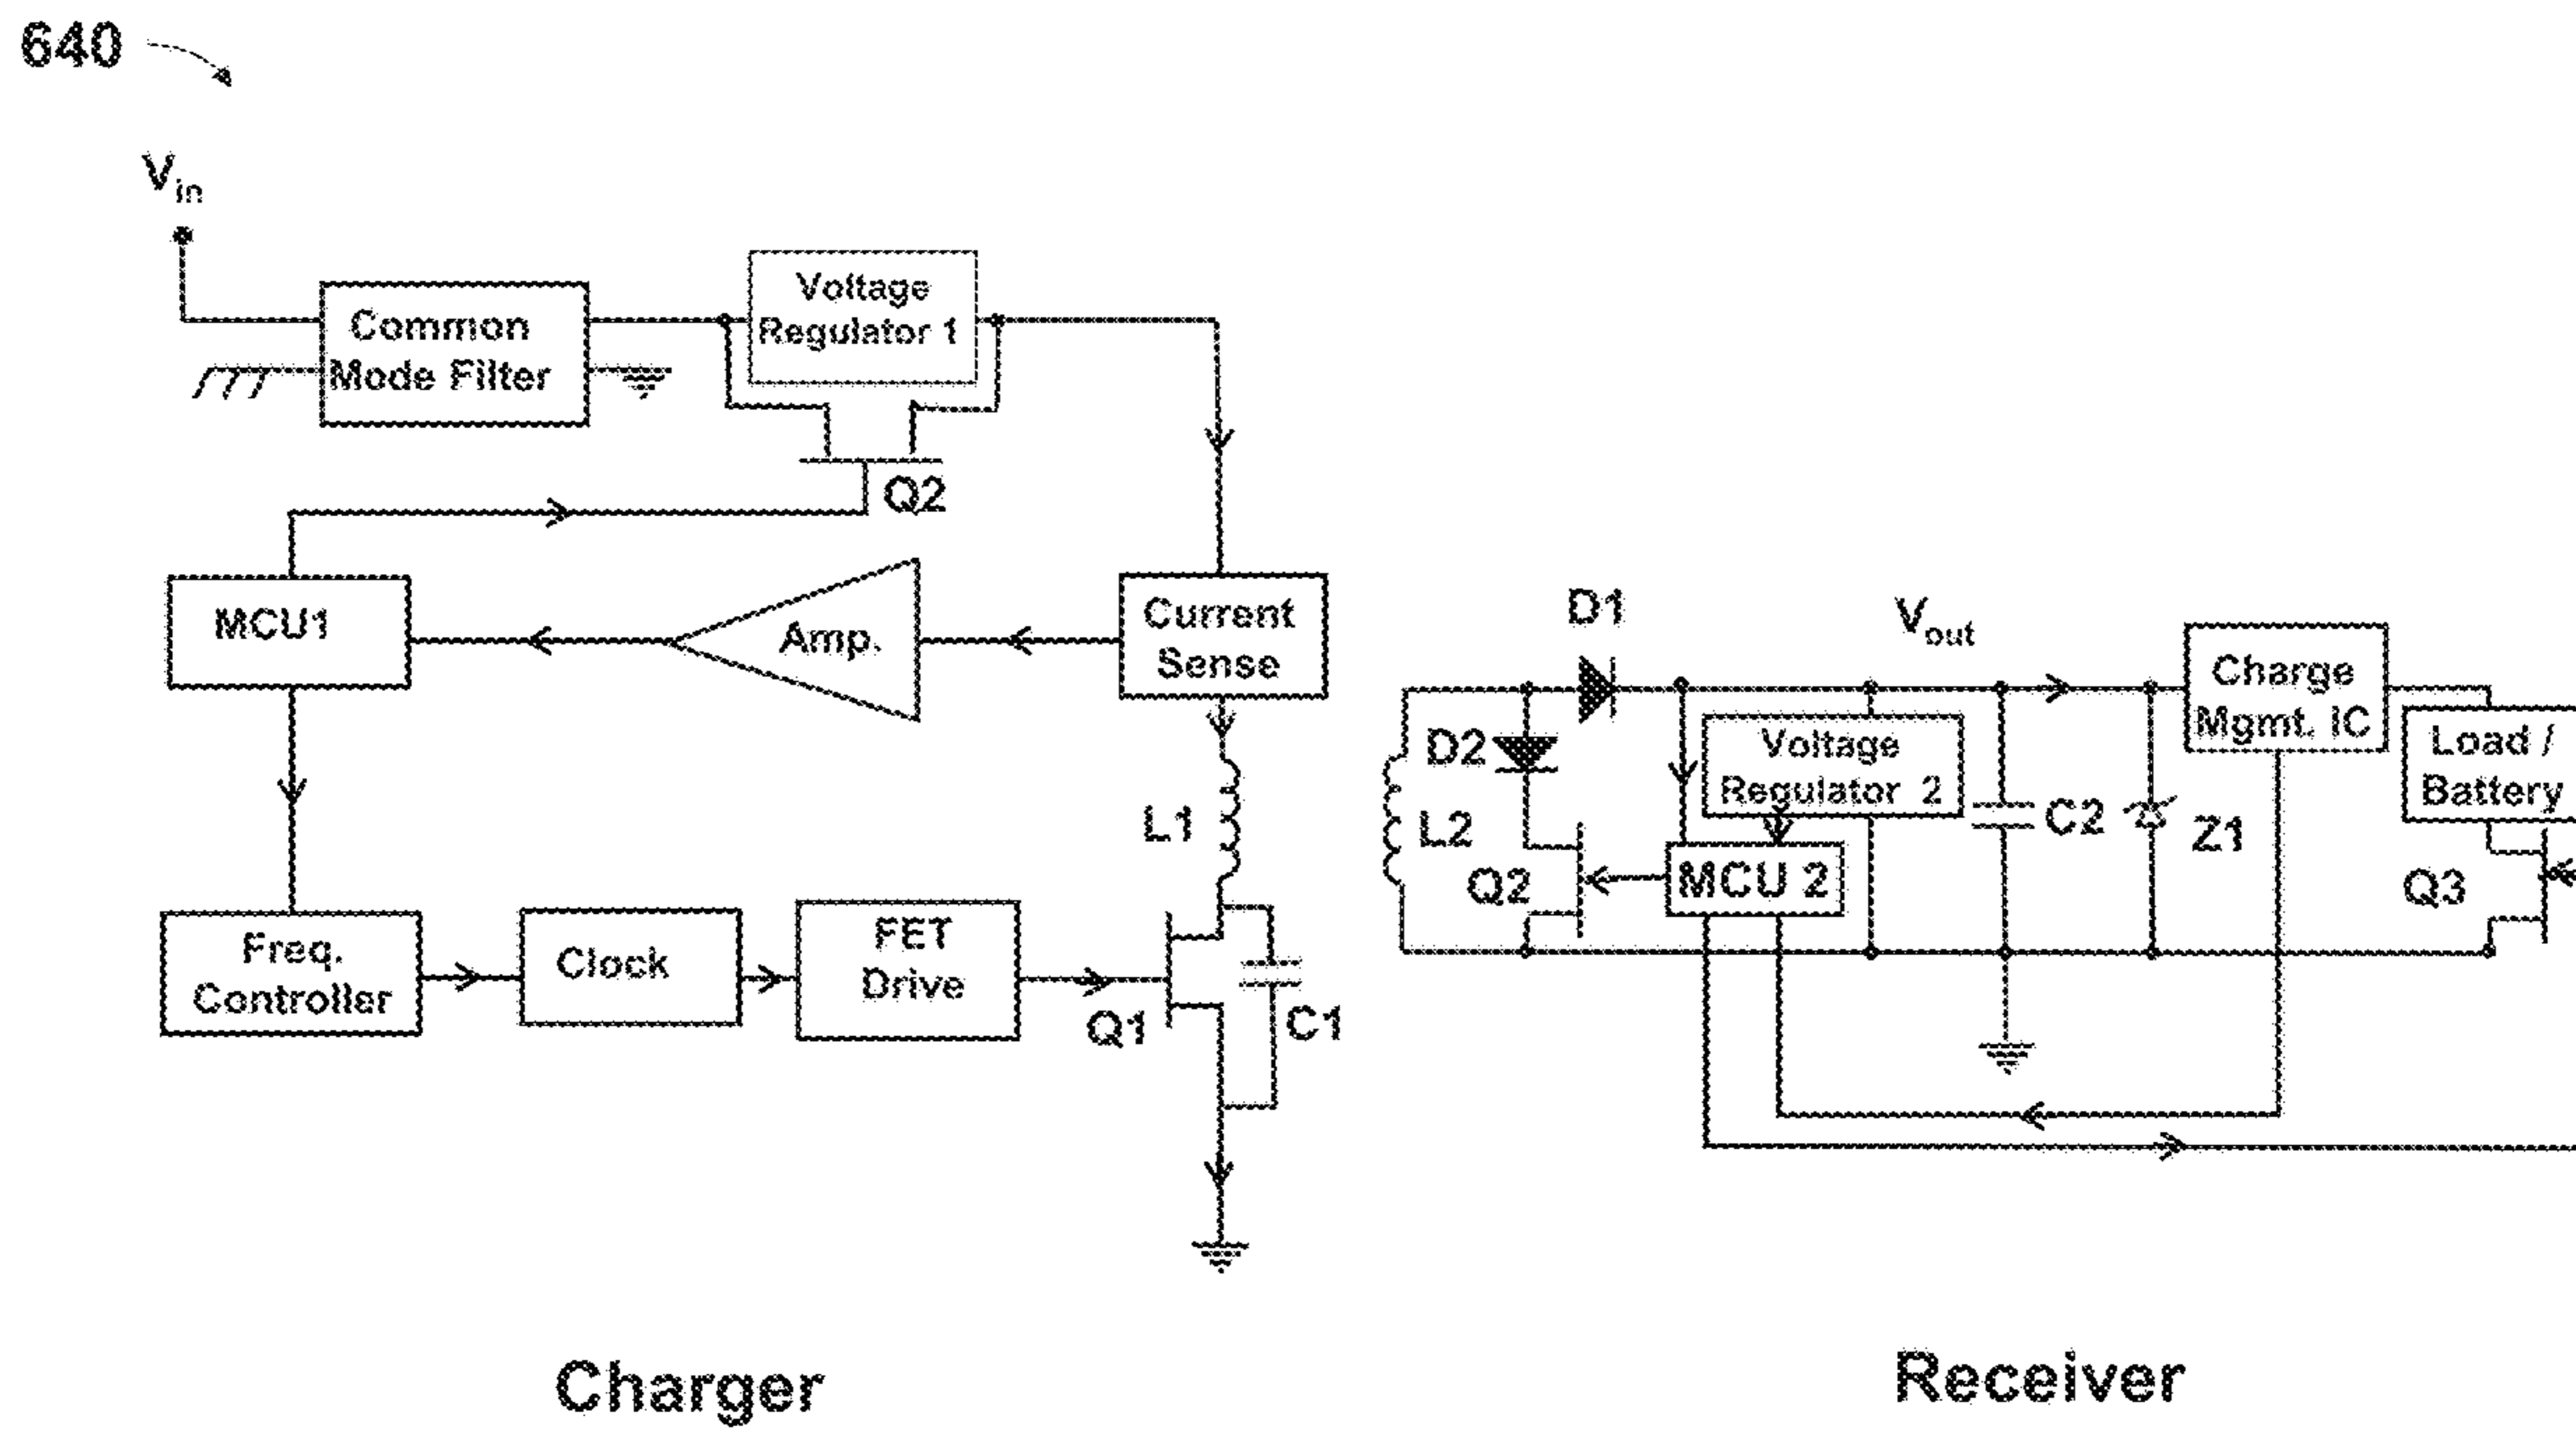 640
Vin
Common
Mode Filter
Voltage
Regulator 1
Q2
MCU1
Amp.
Current
Sense
L1
Freq.
Controller
Clock
FET
Drive
Q1
C1
Charger
D1
Vout
D2
L2
Q2
Voltage
Regulator 2
MCU 2
C2
Z1
Charge
Mgmt. IC
Load /
Battery
Q3
Receiver